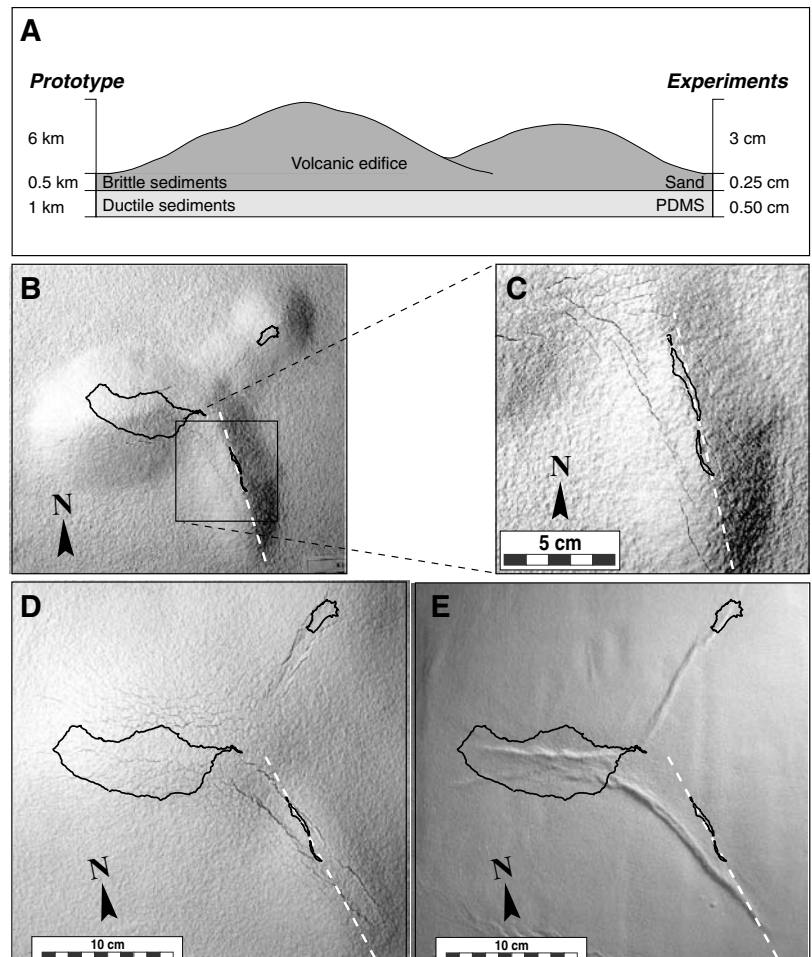 A
Prototype
Experiments
6 km
3 cm
Volcanic edifice
0.5 km
Brittle sediments
Sand
0.25 cm
1 km
Ductile sediments
PDMS
0.50 cm
B
C
N
N
5 cm
D
E
N
N
10 cm
10 cm